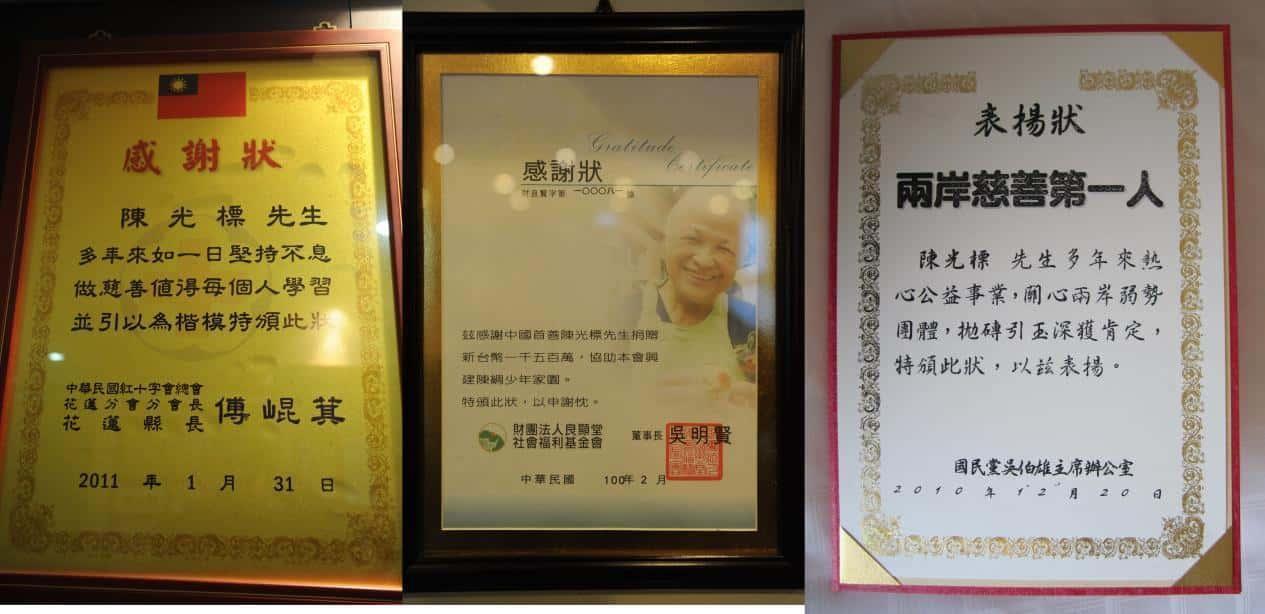 感謝狀
陳光標先生
多年來如一日堅持不息
做慈善值得每個人學習
並引以為楷模特頒此狀
中華民國紅十字會總會
花蓮分會分會長
花蓮縣長
傅崐萁
2011 年 1 月 31 日
Gratitude
Certificate
感謝狀
一〇〇〇八一
茲感謝中國首善陳光標先生捐贈
新台幣一千五百萬，協助本會興
建陳綢少年家園。
特頒此狀，以申謝忱。
財團法人良顯堂
社會福利基金會
董事長 吳明賢
中華民國 100年 2 月
表揚狀
兩岸慈善第一人
陳光標 先生多年來熱
心公益事業，關心兩岸弱勢
團體，拋磚引玉深獲肯定，
特頒此狀，以茲表揚。
國民黨吳伯雄主席辦公室
2010 年 12 月 20 日